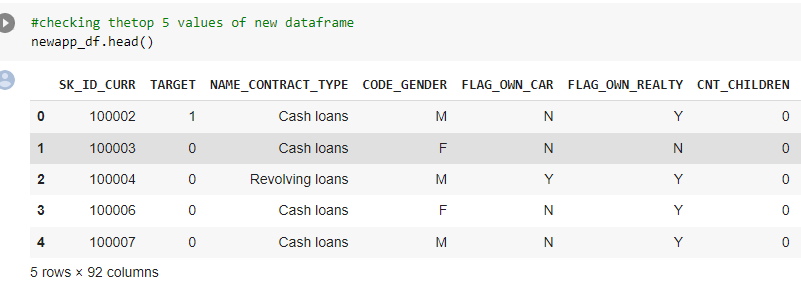 #checking thetop 5 values of new dataframe
newapp_df.head()
SK_ID_CURR TARGET NAME_CONTRACT_TYPE CODE_GENDER FLAG_OWN_CAR FLAG_OWN_REALTY CNT_CHILDREN
0 100002 1 Cash loans M N Y 0
1 100003 0 Cash loans F N N 0
2 100004 0 Revolving loans M Y Y 0
3 100006 0 Cash loans F N Y 0
4 100007 0 Cash loans M N Y 0
5 rows × 92 columns